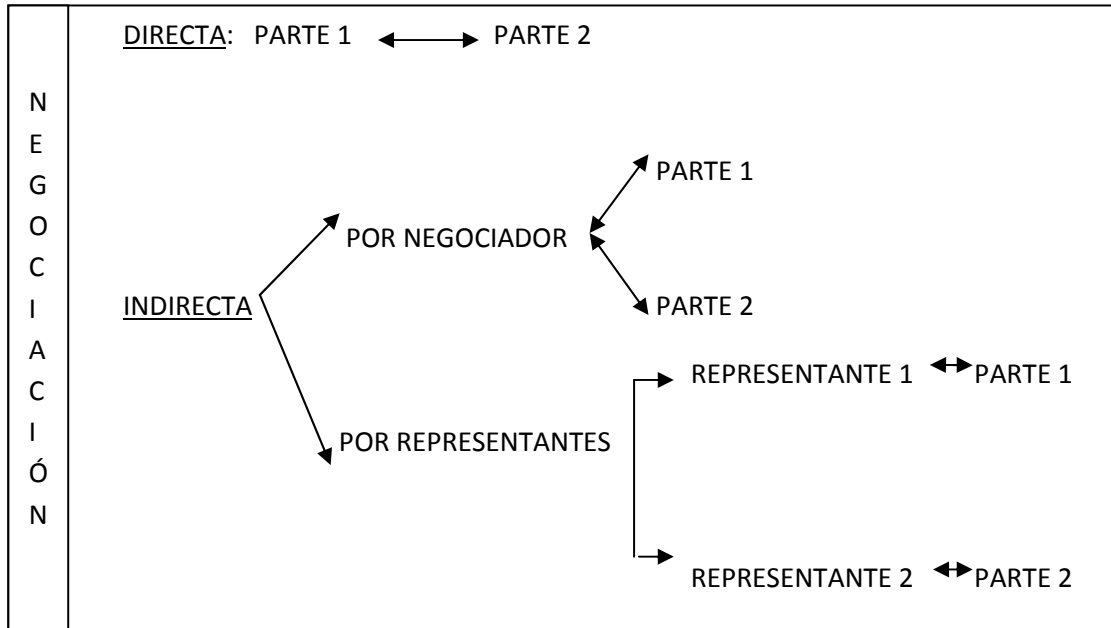 NEGOCIACIÓN
DIRECTA: PARTE 1 PARTE 2
PARTE 1
POR NEGOCIADOR
INDIRECTA
PARTE 2
REPRESENTANTE 1 PARTE 1
POR REPRESENTANTES
REPRESENTANTE 2 PARTE 2